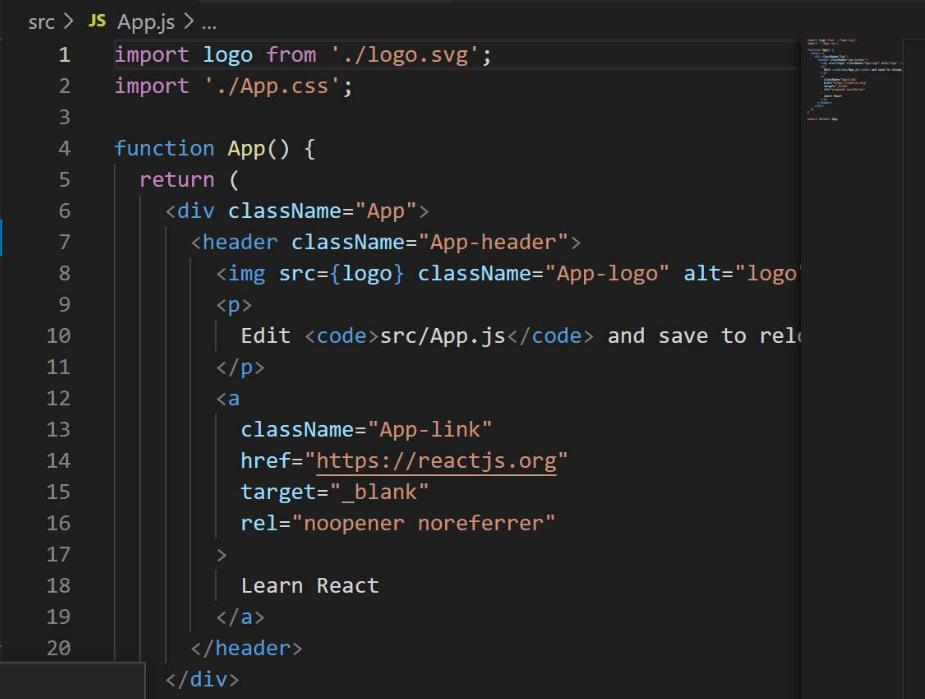 src > JS App.js > ...
1 import logo from './logo.svg';
2 import './App.css';
3
4 function App() {
5   return (
6     <div className="App">
7       <header className="App-header">
8         <img src={logo} className="App-logo" alt="logo'
9         <p>
10           Edit <code>src/App.js</code> and save to relo
11         </p>
12         <a
13           className="App-link"
14           href="https://reactjs.org"
15           target="_blank"
16           rel="noopener noreferrer"
17         >
18           Learn React
19         </a>
20       </header>
    </div>